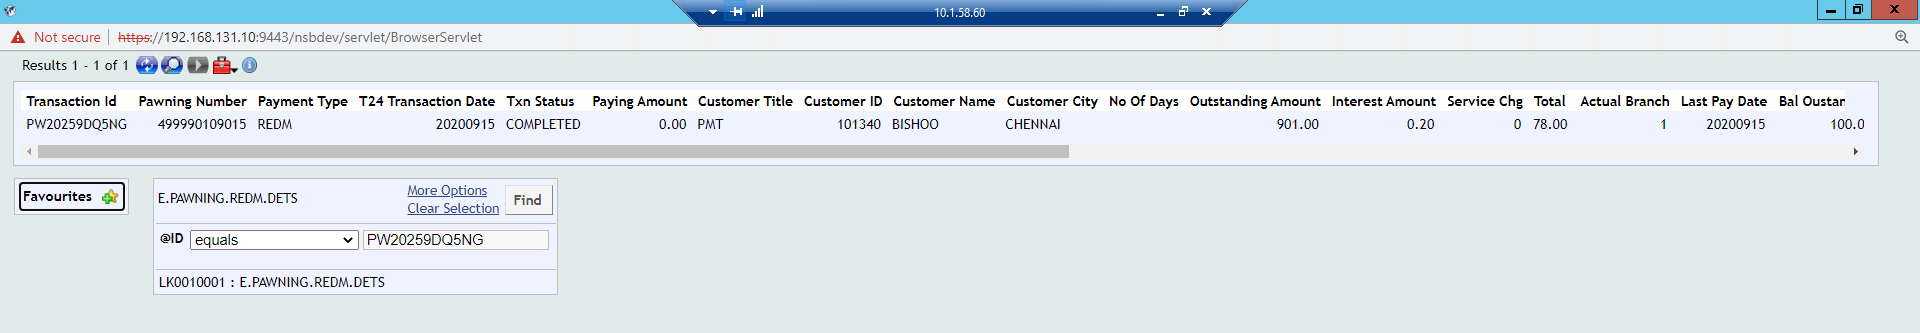 10.1.58.60
Not secure https://192.168.131.10:9443/nsbdev/servlet/BrowserServlet
Results 1 - 1 of 1
Transaction Id Pawning Number Payment Type T24 Transaction Date Txn Status Paying Amount Customer Title Customer ID Customer Name Customer City No Of Days Outstanding Amount Interest Amount Service Chg Total Actual Branch Last Pay Date Bal Oustan
PW20259DQ5NG 499990109015 REDM 20200915 COMPLETED 0.00 PMT 101340 BISHOO CHENNAI 901.00 0.20 0 78.00 1 20200915 100.0
Favourites
E.PAWNING.REDM.DETS
More Options
Clear Selection
Find
@ID equals PW20259DQ5NG
LK0010001 : E.PAWNING.REDM.DETS